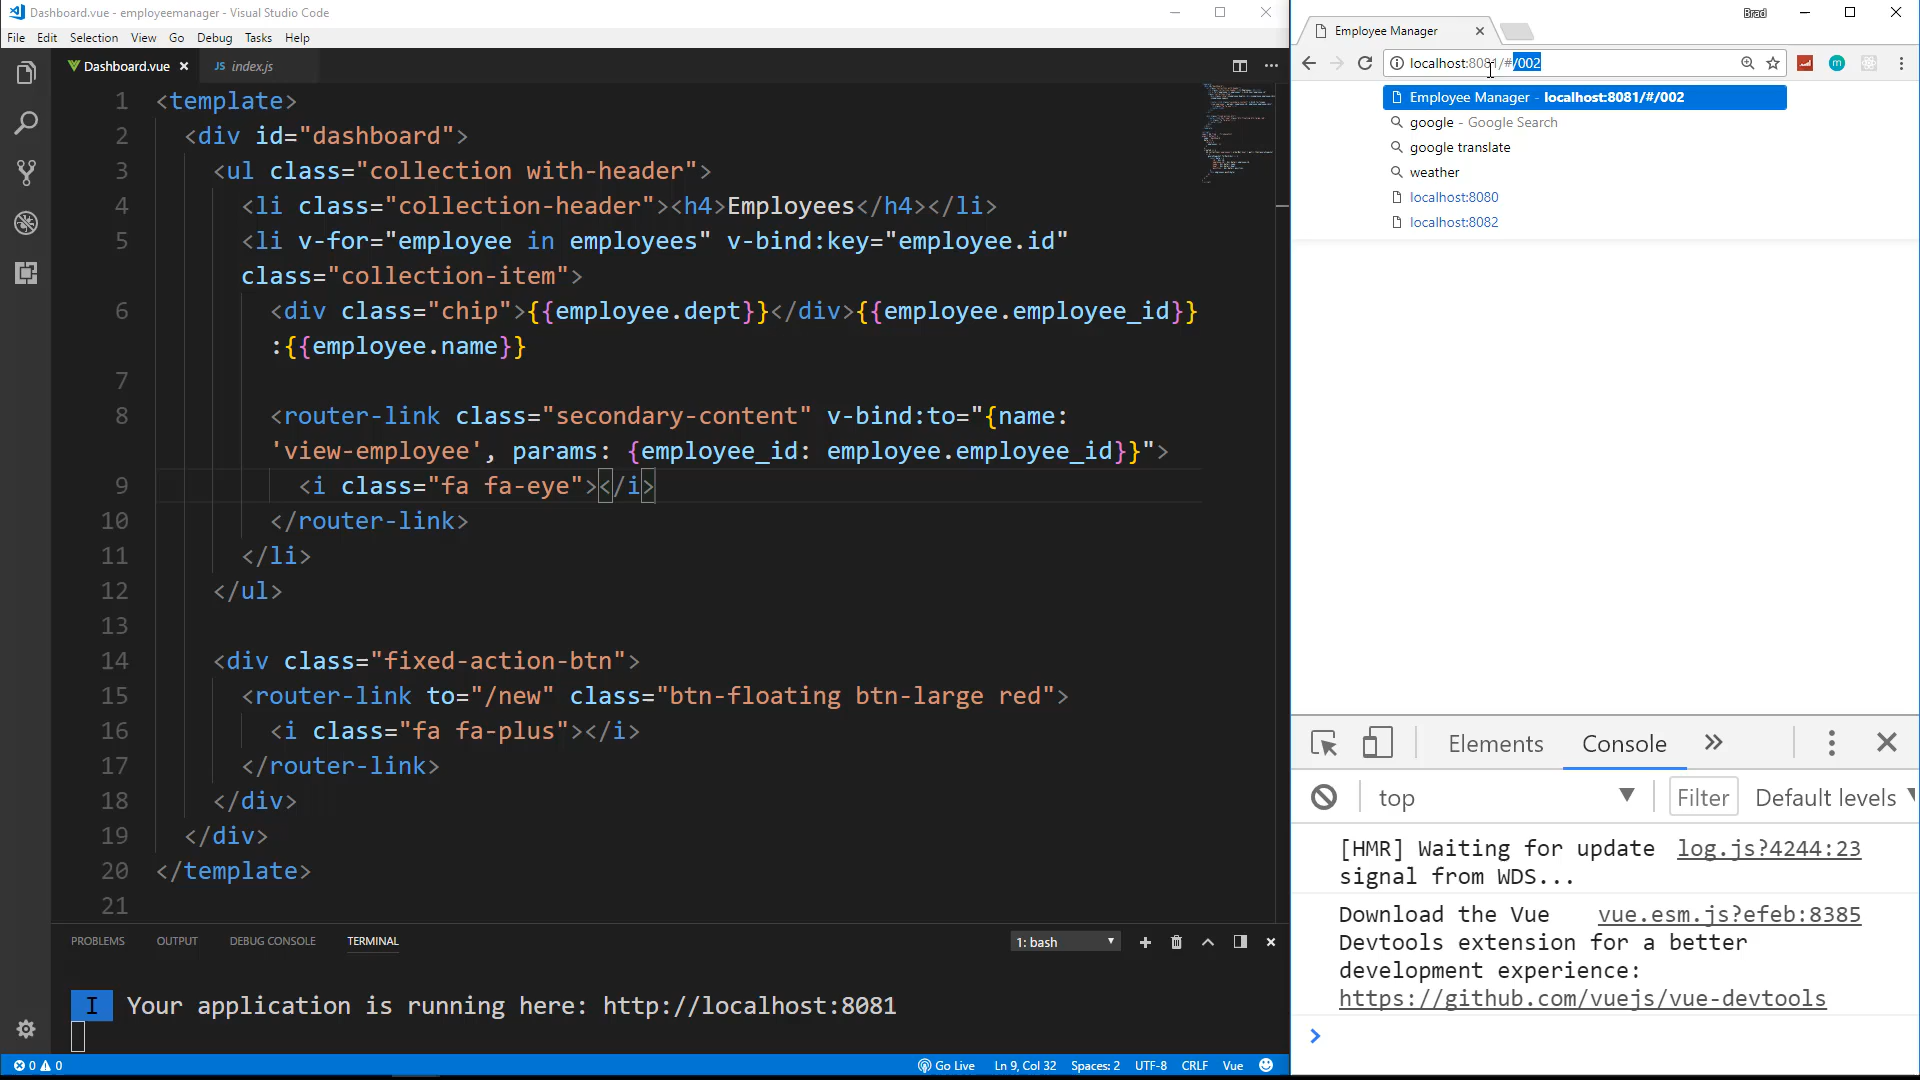 Dashboard.vue - employeemanager - Visual Studio Code
File Edit Selection View Go Debug Tasks Help
Dashboard.vue
JS index.js
1 <template>
2 <div id="dashboard">
3 <ul class="collection with-header">
4 <li class="collection-header"><h4>Employees</h4></li>
5 <li v-for="employee in employees" v-bind:key="employee.id"
class="collection-item">
6 <div class="chip">{{employee.dept}}</div>{{employee.employee_id}}
:{{employee.name}}
7
8 <router-link class="secondary-content" v-bind:to="{name:
'view-employee', params: {employee_id: employee.employee_id}}">
9 <i class="fa fa-eye"></i>
10 </router-link>
11 </li>
12 </ul>
13
14 <div class="fixed-action-btn">
15 <router-link to="/new" class="btn-floating btn-large red">
16 <i class="fa fa-plus"></i>
17 </router-link>
18 </div>
19 </div>
20 </template>
21
PROBLEMS OUTPUT DEBUG CONSOLE TERMINAL
1: bash
I Your application is running here: http://localhost:8081
0 0
Go Live Ln 9, Col 32 Spaces: 2 UTF-8 CRLF Vue
Brad
Employee Manager
localhost:8081/#/002
Employee Manager - localhost:8081/#/002
google - Google Search
google translate
weather
localhost:8080
localhost:8082
Elements Console
top Filter Default levels
[HMR] Waiting for update log.js?4244:23
signal from WDS...
Download the Vue vue.esm.js?efeb:8385
Devtools extension for a better
development experience:
https://github.com/vuejs/vue-devtools